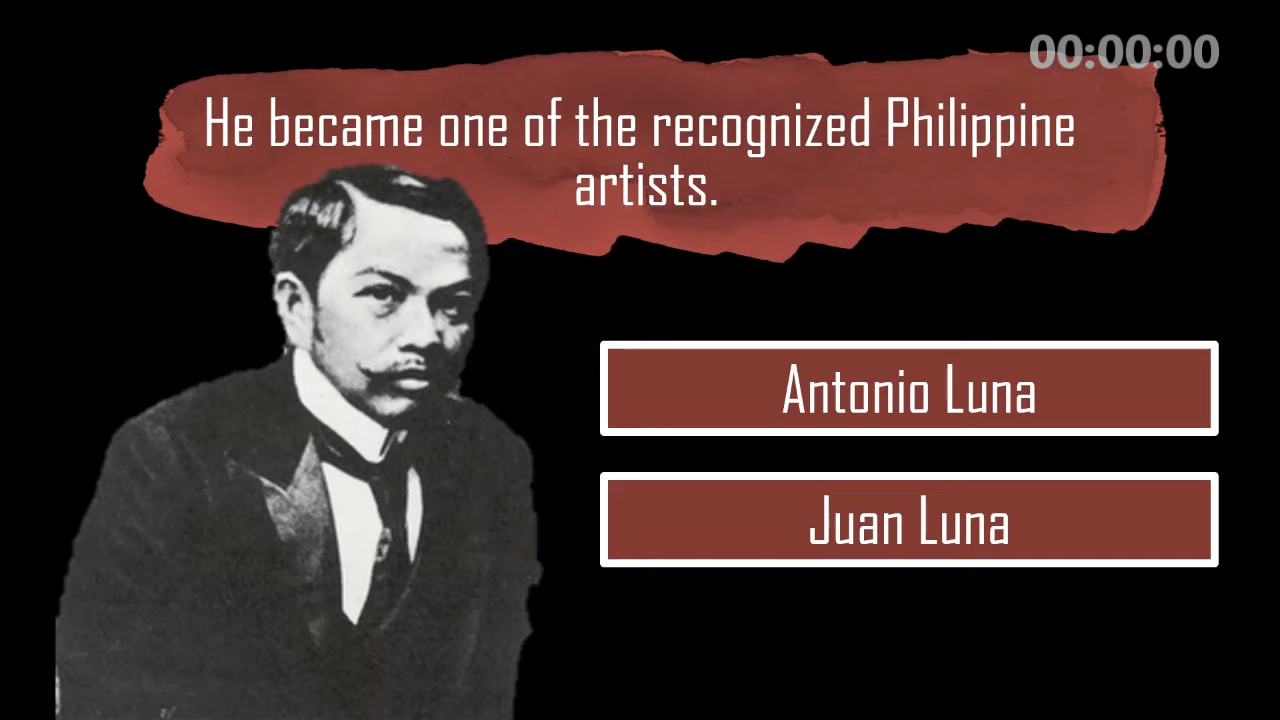 00:00:00
He became one of the recognized Philippine
artists.
Antonio Luna
Juan Luna